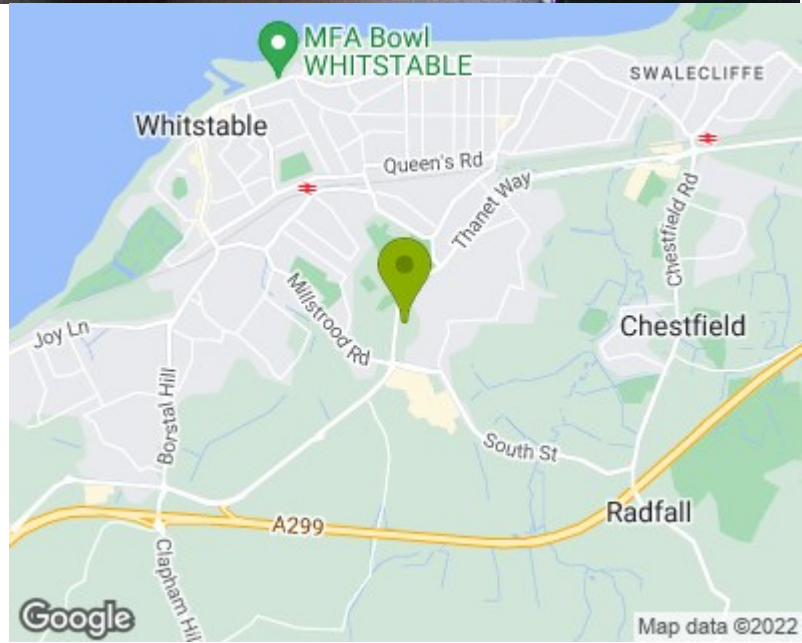 MFA Bowl
WHITSTABLE
SWALECLIFFE
Whitstable
Queen's Rd
Thanet Way
Chestfield Rd
Millstrood Rd
Chestfield
Joy Ln
Borstal Hill
South St
Radfall
A299
Clapham Hill
Google
Map data ©2022